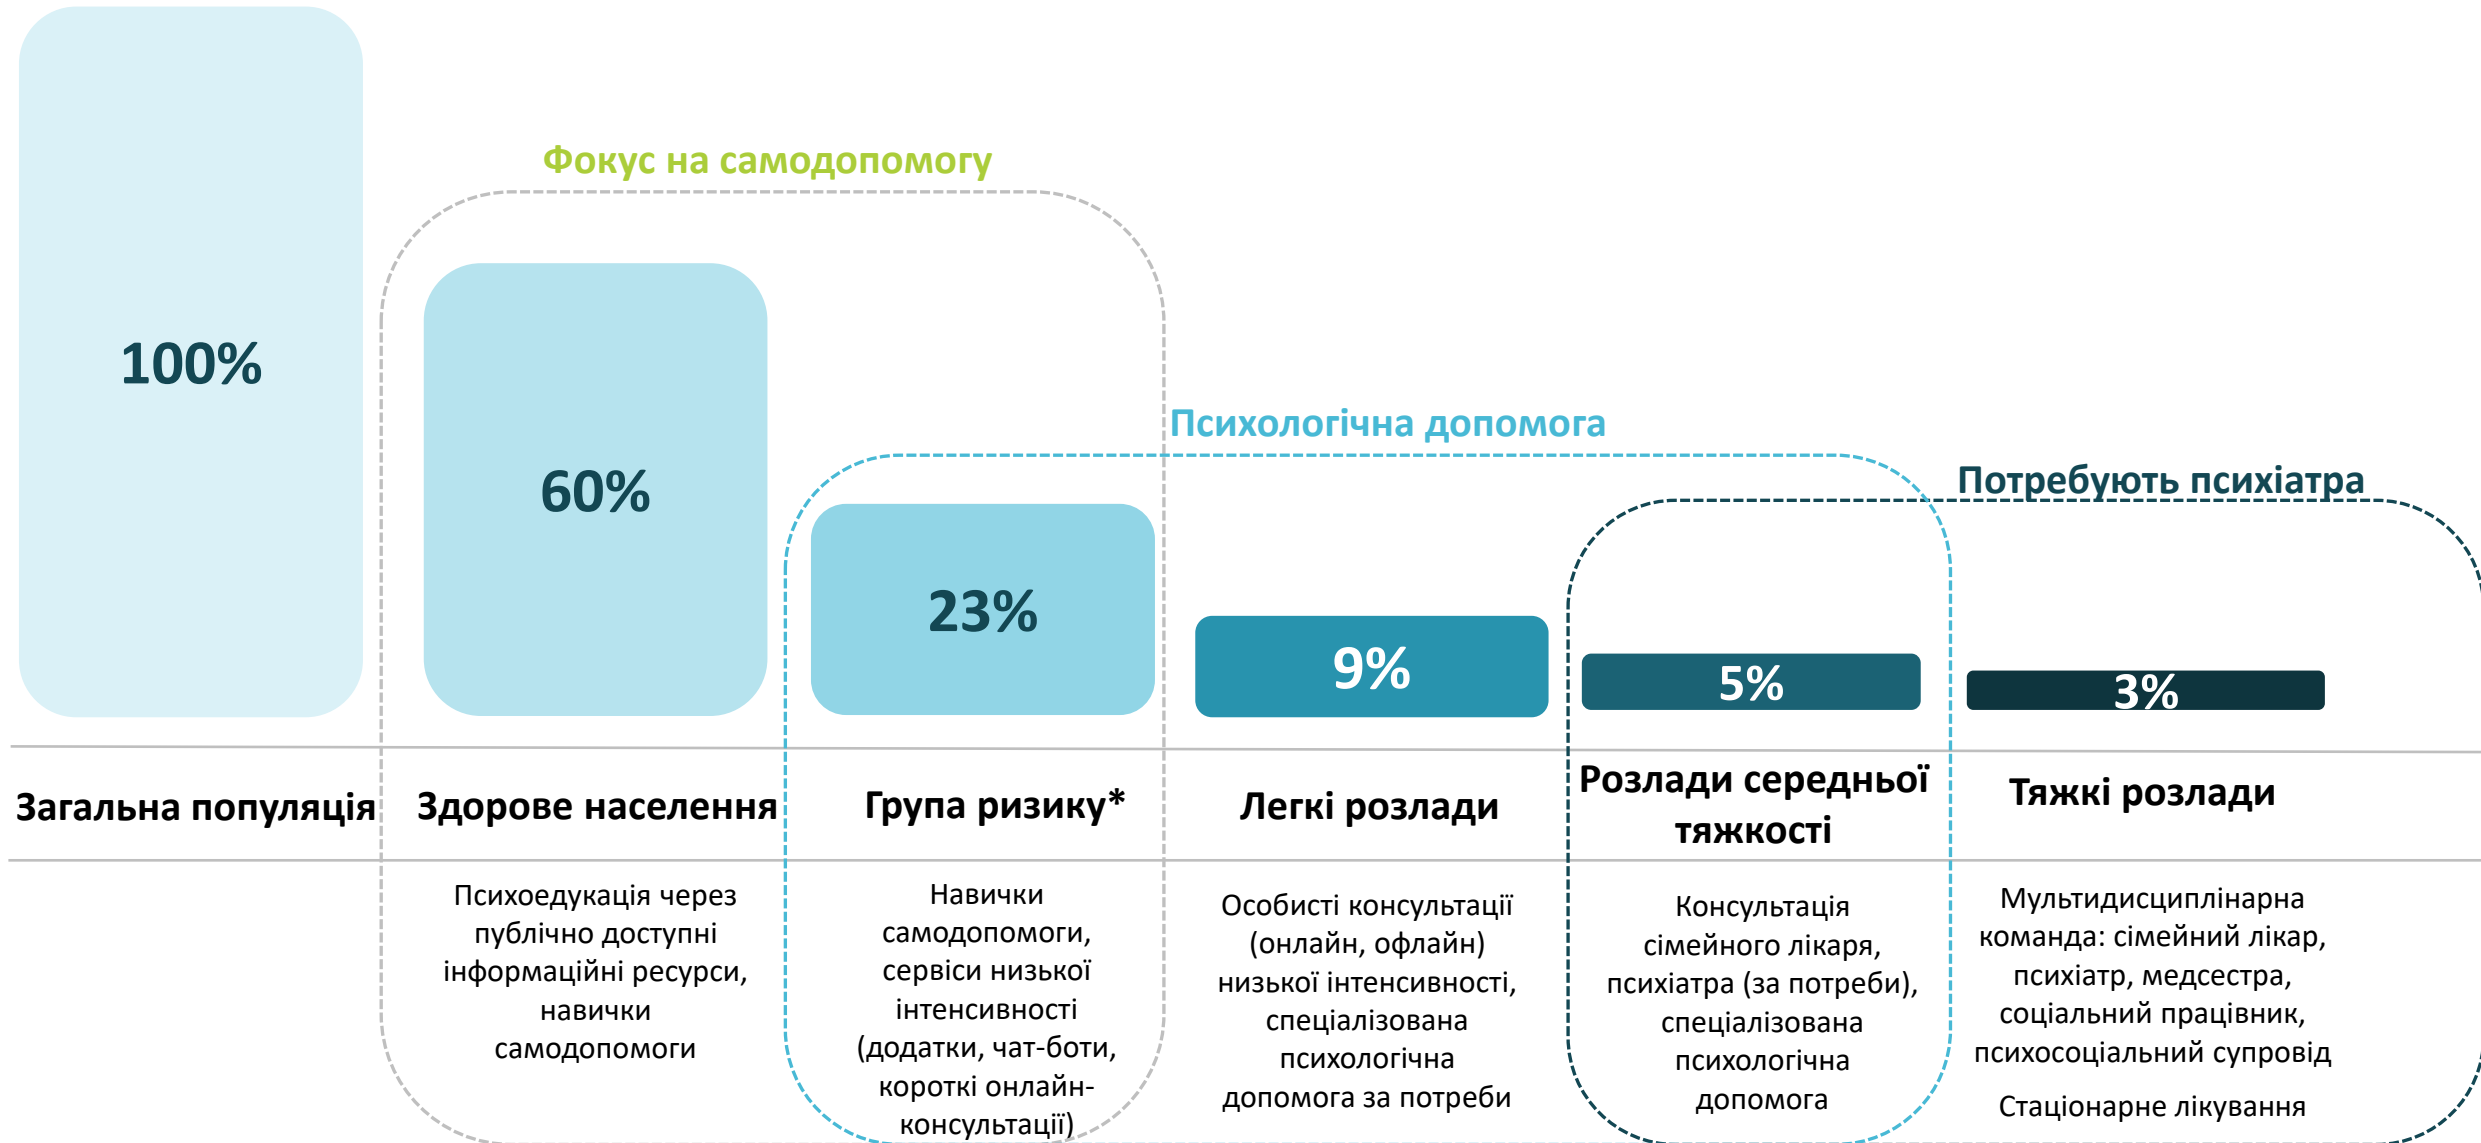 Фокус на самодопомогу
Психологічна допомога
Потребують психіатра
100%
60%
23%
9%
5%
3%
Загальна популяція
Здорове населення
Група ризику*
Легкі розлади
Розлади середньої
тяжкості
Тяжкі розлади
Психоедукація через
публічно доступні
інформаційні ресурси,
навички
самодопомоги
Навички
самодопомоги,
сервіси низької
інтенсивності
(додатки, чат-боти,
короткі онлайн-
консультації)
Особисті консультації
(онлайн, офлайн)
низької інтенсивності,
спеціалізована
психологічна
допомога за потреби
Консультація
сімейного лікаря,
психіатра (за потреби),
спеціалізована
психологічна
допомога
Мультидисциплінарна
команда: сімейний лікар,
психіатр, медсестра,
соціальний працівник,
психосоціальний супровід
Стаціонарне лікування